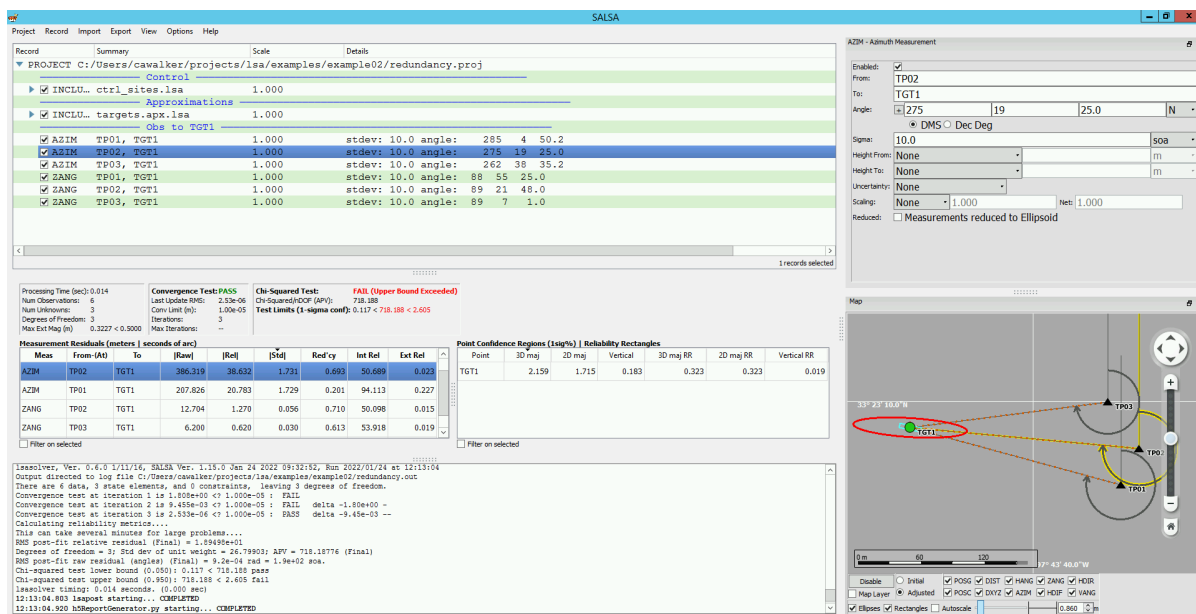 SALSA
Project Record Import Export View Options Help
Record Summary Scale Details
PROJECT C:/Users/cawalker/projects/lsa/examples/example02/redundancy.proj
Control
INCLU… ctrl_sites.lsa 1.000
Approximations
INCLU… targets.apx.lsa 1.000
Obs to TGT1
AZIM TP01, TGT1 1.000 stdev: 10.0 angle: 285 4 50.2
AZIM TP02, TGT1 1.000 stdev: 10.0 angle: 275 19 25.0
AZIM TP03, TGT1 1.000 stdev: 10.0 angle: 262 38 35.2
ZANG TP01, TGT1 1.000 stdev: 10.0 angle: 88 55 25.0
ZANG TP02, TGT1 1.000 stdev: 10.0 angle: 89 21 48.0
ZANG TP03, TGT1 1.000 stdev: 10.0 angle: 89 7 1.0
1 records selected
AZIM - Azimuth Measurement
Enabled:
From: TP02
To: TGT1
Angle: + 275 19 25.0 N
DMS Dec Deg
Sigma: 10.0 soa
Height From: None m
Height To: None m
Uncertainty: None
Scaling: None 1.000 Net: 1.000
Reduced: Measurements reduced to Ellipsoid
Processing Time (sec): 0.014
Num Observations: 6
Num Unknowns: 3
Degrees of Freedom: 3
Max Ext Mag (m) 0.3227 < 0.5000
Convergence Test: PASS
Last Update RMS: 2.53e-06
Conv Limit (m): 1.00e-05
Iterations: 3
Max Iterations: --
Chi-Squared Test: FAIL (Upper Bound Exceeded)
Chi-Squared/nDOF (APV): 718.188
Test Limits (1-sigma conf): 0.117 < 718.188 < 2.605
Measurement Residuals (meters | seconds of arc)
Meas From-(At) To |Raw| |Rel| |Std| Red'cy Int Rel Ext Rel
AZIM TP02 TGT1 386.319 38.632 1.731 0.693 50.689 0.023
AZIM TP01 TGT1 207.826 20.783 1.729 0.201 94.113 0.227
ZANG TP02 TGT1 12.704 1.270 0.056 0.710 50.098 0.015
ZANG TP03 TGT1 6.200 0.620 0.030 0.613 53.918 0.019
Filter on selected
Point Confidence Regions (1sig%) | Reliability Rectangles
Point 3D maj 2D maj Vertical 3D maj RR 2D maj RR Vertical RR
TGT1 2.159 1.715 0.183 0.323 0.323 0.019
Filter on selected
lsasolver, Ver. 0.6.0 1/11/16, SALSA Ver. 1.15.0 Jan 24 2022 09:32:52, Run 2022/01/24 at 12:13:04
Output directed to log file C:/Users/cawalker/projects/lsa/examples/example02/redundancy.out
There are 6 data, 3 state elements, and 0 constraints, leaving 3 degrees of freedom.
Convergence test at iteration 1 is 1.808e+00 <? 1.000e-05 : FAIL
Convergence test at iteration 2 is 9.455e-03 <? 1.000e-05 : FAIL delta -1.80e+00 -
Convergence test at iteration 3 is 2.533e-06 <? 1.000e-05 : PASS delta -9.45e-03 --
Calculating reliability metrics....
This can take several minutes for large problems....
RMS post-fit relative residual (Final) = 1.89498e+01
Degrees of freedom = 3; Std dev of unit weight = 26.79903; APV = 718.18776 (Final)
RMS post-fit raw residual (angles) (Final) = 9.2e-04 rad = 1.9e+02 soa.
Chi-squared test lower bound (0.050): 0.117 < 718.188 pass
Chi-squared test upper bound (0.950): 718.188 < 2.605 fail
lsasolver timing: 0.014 seconds. (0.000 sec)
12:13:04.803 lsapost starting... COMPLETED
12:13:04.920 h5ReportGenerator.py starting... COMPLETED
Map
33° 23' 10.0"N
TP03
TGT1
TP02
TP01
0 m 60 120
07° 43' 40.0"W
Disable Initial POSG DIST HANG ZANG HDIR
Map Layer Adjusted POSC DXYZ AZIM HDIF VANG
Ellipses Rectangles Autoscale 0.860 m